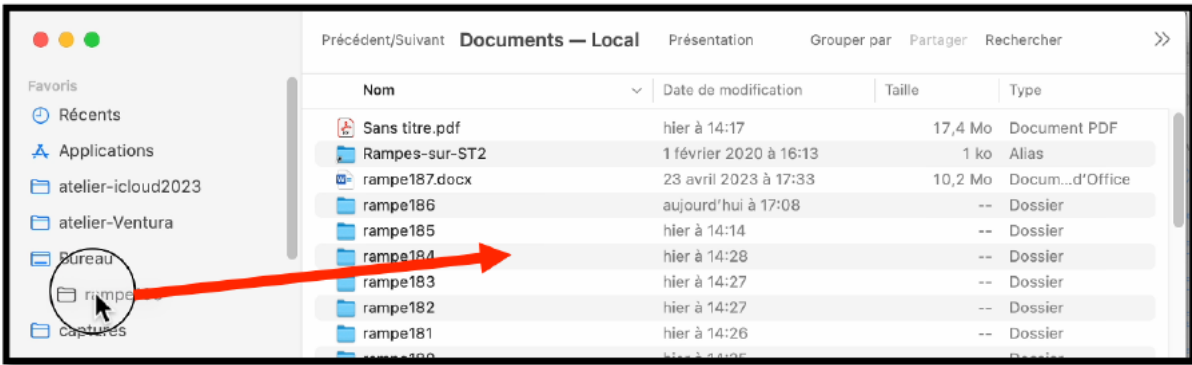 Précédent/Suivant Documents — Local Présentation Grouper par Partager Rechercher
Favoris
Récents
Applications
atelier-icloud2023
atelier-Ventura
Bureau
captures
Nom Date de modification Taille Type
Sans titre.pdf hier à 14:17 17,4 Mo Document PDF
Rampes-sur-ST2 1 février 2020 à 16:13 1 ko Alias
rampe187.docx 23 avril 2023 à 17:33 10,2 Mo Docum...d'Office
rampe186 aujourd'hui à 17:08 -- Dossier
rampe185 hier à 14:14 -- Dossier
rampe184 hier à 14:28 -- Dossier
rampe183 hier à 14:27 -- Dossier
rampe182 hier à 14:27 -- Dossier
rampe181 hier à 14:26 -- Dossier